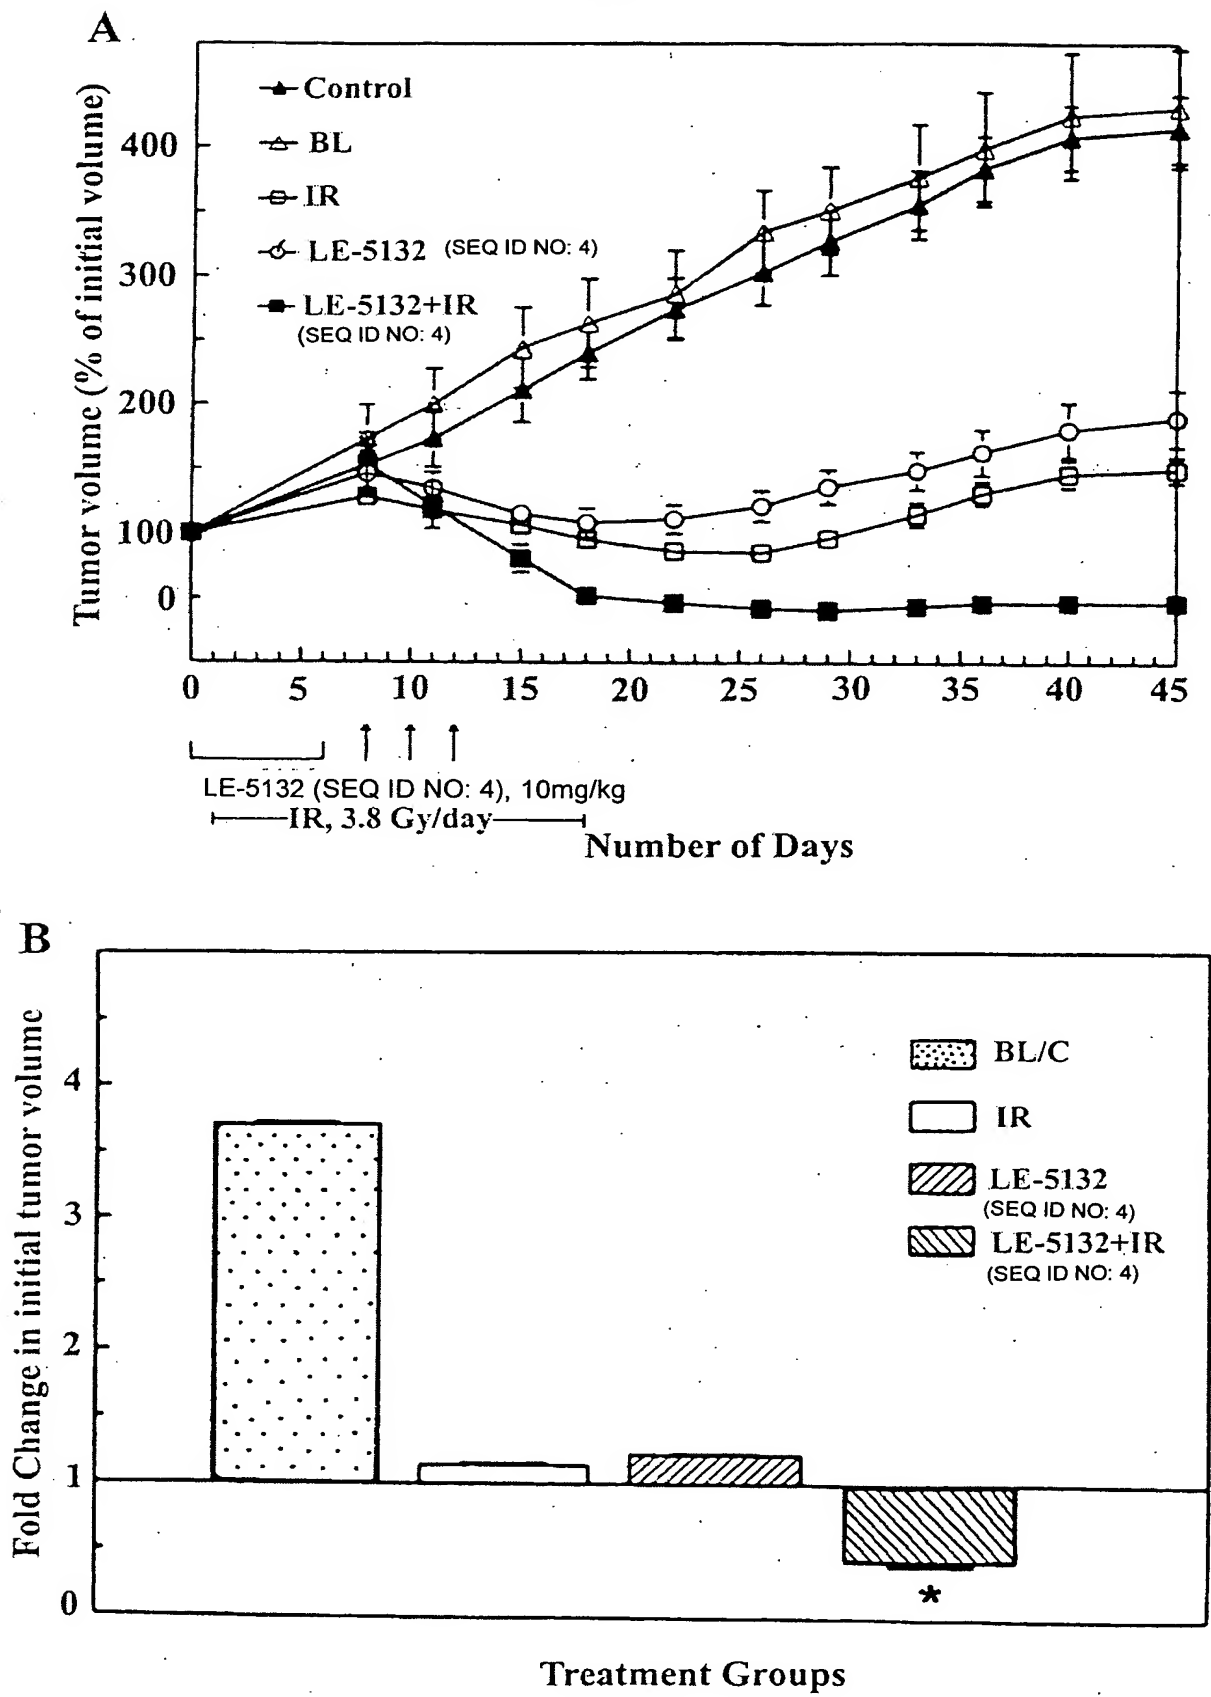 A
Tumor volume (% of initial volume)
400
300
200
100
0
Control
BL
IR
LE-5132 (SEQ ID NO: 4)
LE-5132+IR
(SEQ ID NO: 4)
0 5 10 15 20 25 30 35 40 45
LE-5132 (SEQ ID NO: 4), 10mg/kg
IR, 3.8 Gy/day
Number of Days
B
Fold Change in initial tumor volume
4
3
2
1
0
BL/C
IR
LE-5132
(SEQ ID NO: 4)
LE-5132+IR
(SEQ ID NO: 4)
*
Treatment Groups